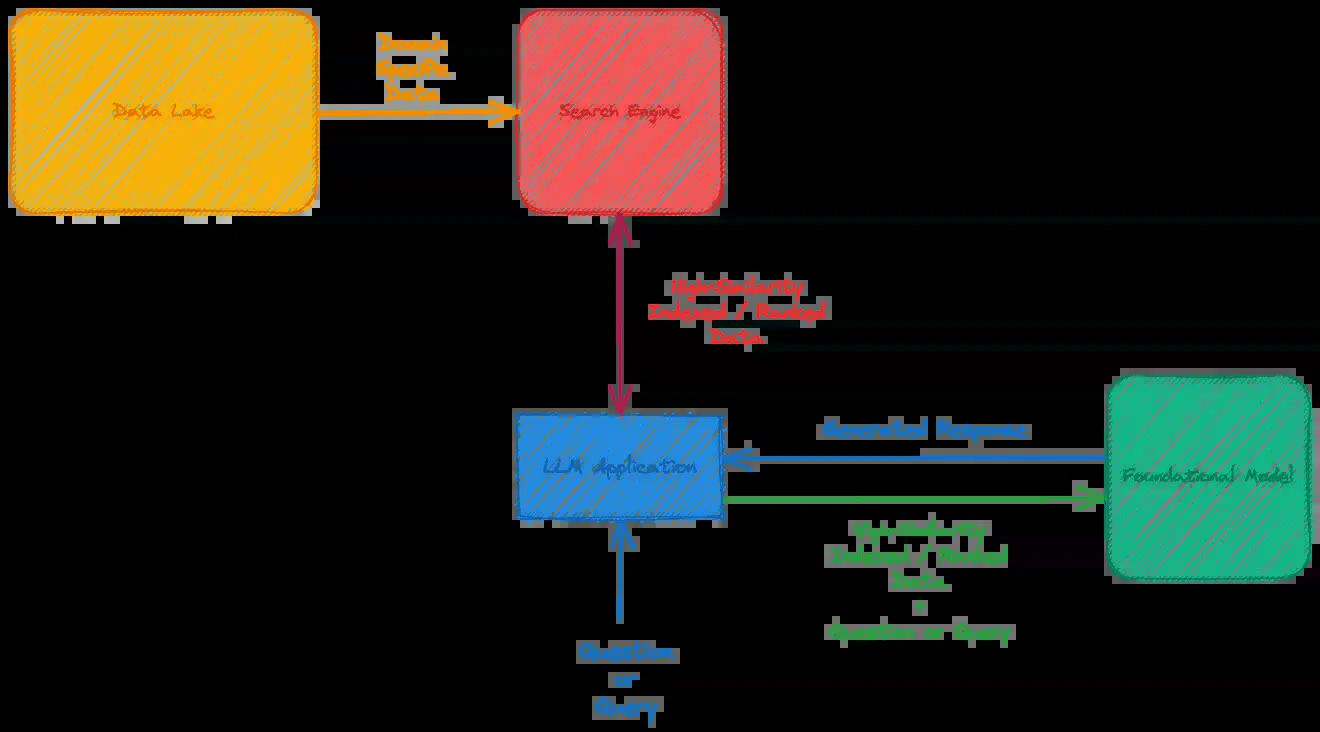 Domain
Specific
Data
Data Lake
Search Engine
High-Similarity
Indexed / Ranked
Data
Generated Response
LLM Application
Foundational Model
High-Similarity
Indexed / Ranked
Data
+
Question or Query
Question
or
Query